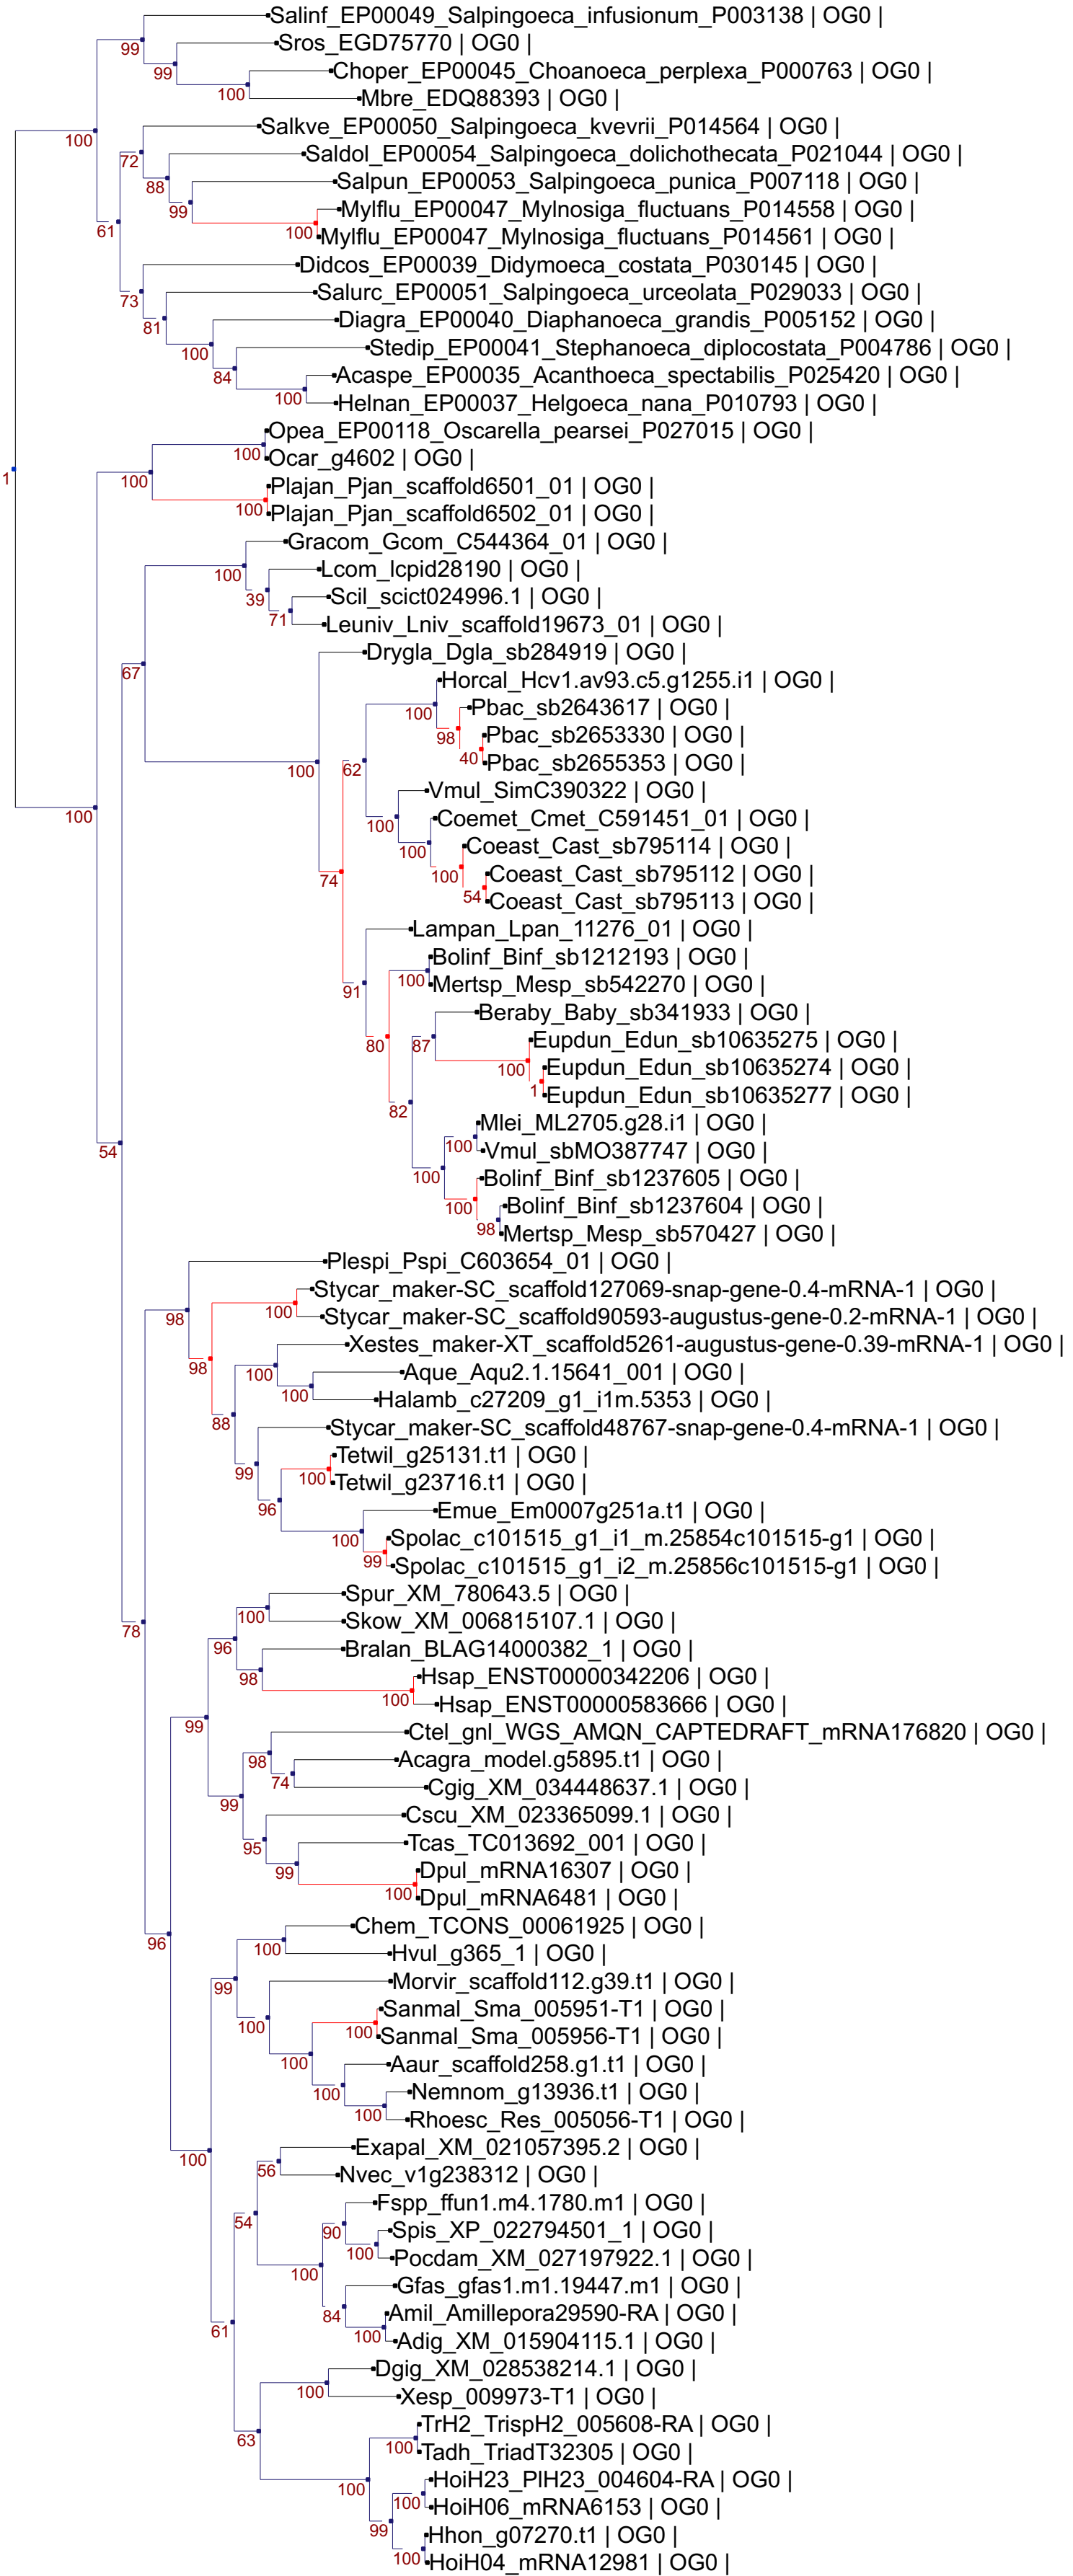 Salinf_EP00049_Salpingoeca_infusionum_P003138 | OG0 |
99
Sros_EGD75770 | OG0 |
99
Choper_EP00045_Choanoeca_perplexa_P000763 | OG0 |
100
Mbre_EDQ88393 | OG0 |
100
Salkve_EP00050_Salpingoeca_kvevrii_P014564 | OG0 |
72
Saldol_EP00054_Salpingoeca_dolichothecata_P021044 | OG0 |
88
Salpun_EP00053_Salpingoeca_punica_P007118 | OG0 |
99
Mylflu_EP00047_Mylnosiga_fluctuans_P014558 | OG0 |
61
100
Mylflu_EP00047_Mylnosiga_fluctuans_P014561 | OG0 |
Didcos_EP00039_Didymoeca_costata_P030145 | OG0 |
73
Salurc_EP00051_Salpingoeca_urceolata_P029033 | OG0 |
81
Diagra_EP00040_Diaphanoeca_grandis_P005152 | OG0 |
100
Stedip_EP00041_Stephanoeca_diplocostata_P004786 | OG0 |
84
Acaspe_EP00035_Acanthoeca_spectabilis_P025420 | OG0 |
100
Helnan_EP00037_Helgoeca_nana_P010793 | OG0 |
Opea_EP00118_Oscarella_pearsei_P027015 | OG0 |
100
Ocar_g4602 | OG0 |
1
100
Plajan_Pjan_scaffold6501_01 | OG0 |
100
Plajan_Pjan_scaffold6502_01 | OG0 |
Gracom_Gcom_C544364_01 | OG0 |
100
Lcom_lcpid28190 | OG0 |
39
Scil_scict024996.1 | OG0 |
71
Leuniv_Lniv_scaffold19673_01 | OG0 |
Drygla_Dgla_sb284919 | OG0 |
67
Horcal_Hcv1.av93.c5.g1255.i1 | OG0 |
Pbac_sb2643617 | OG0 |
100
Pbac_sb2653330 | OG0 |
98
40
Pbac_sb2655353 | OG0 |
100
62
Vmul_SimC390322 | OG0 |
100
Coemet_Cmet_C591451_01 | OG0 |
100
Coeast_Cast_sb795114 | OG0 |
100
Coeast_Cast_sb795112 | OG0 |
74
54
Coeast_Cast_sb795113 | OG0 |
100
Lampan_Lpan_11276_01 | OG0 |
Bolinf_Binf_sb1212193 | OG0 |
100
Mertsp_Mesp_sb542270 | OG0 |
91
Beraby_Baby_sb341933 | OG0 |
80
87
Eupdun_Edun_sb10635275 | OG0 |
100
Eupdun_Edun_sb10635274 | OG0 |
1
Eupdun_Edun_sb10635277 | OG0 |
82
Mlei_ML2705.g28.i1 | OG0 |
100
Vmul_sbMO387747 | OG0 |
54
100
Bolinf_Binf_sb1237605 | OG0 |
100
Bolinf_Binf_sb1237604 | OG0 |
98
Mertsp_Mesp_sb570427 | OG0 |
Plespi_Pspi_C603654_01 | OG0 |
Stycar_maker-SC_scaffold127069-snap-gene-0.4-mRNA-1 | OG0 |
98
100
Stycar_maker-SC_scaffold90593-augustus-gene-0.2-mRNA-1 | OG0 |
98
Xestes_maker-XT_scaffold5261-augustus-gene-0.39-mRNA-1 | OG0 |
100
Aque_Aqu2.1.15641_001 | OG0 |
100
Halamb_c27209_g1_i1m.5353 | OG0 |
88
Stycar_maker-SC_scaffold48767-snap-gene-0.4-mRNA-1 | OG0 |
99
Tetwil_g25131.t1 | OG0 |
100
Tetwil_g23716.t1 | OG0 |
96
Emue_Em0007g251a.t1 | OG0 |
100
Spolac_c101515_g1_i1_m.25854c101515-g1 | OG0 |
99
Spolac_c101515_g1_i2_m.25856c101515-g1 | OG0 |
78
Spur_XM_780643.5 | OG0 |
100
Skow_XM_006815107.1 | OG0 |
96
Bralan_BLAG14000382_1 | OG0 |
98
Hsap_ENST00000342206 | OG0 |
100
Hsap_ENST00000583666 | OG0 |
99
Ctel_gnl_WGS_AMQN_CAPTEDRAFT_mRNA176820 | OG0 |
98
Acagra_model.g5895.t1 | OG0 |
74
Cgig_XM_034448637.1 | OG0 |
99
Cscu_XM_023365099.1 | OG0 |
95
Tcas_TC013692_001 | OG0 |
99
Dpul_mRNA16307 | OG0 |
100
Dpul_mRNA6481 | OG0 |
96
Chem_TCONS_00061925 | OG0 |
100
Hvul_g365_1 | OG0 |
99
Morvir_scaffold112.g39.t1 | OG0 |
100
Sanmal_Sma_005951-T1 | OG0 |
100
Sanmal_Sma_005956-T1 | OG0 |
100
Aaur_scaffold258.g1.t1 | OG0 |
100
Nemnom_g13936.t1 | OG0 |
100
Rhoesc_Res_005056-T1 | OG0 |
100
Exapal_XM_021057395.2 | OG0 |
56
Nvec_v1g238312 | OG0 |
54
Fspp_ffun1.m4.1780.m1 | OG0 |
90
Spis_XP_022794501_1 | OG0 |
100
Pocdam_XM_027197922.1 | OG0 |
100
Gfas_gfas1.m1.19447.m1 | OG0 |
84
Amil_Amillepora29590-RA | OG0 |
61
100
Adig_XM_015904115.1 | OG0 |
Dgig_XM_028538214.1 | OG0 |
100
Xesp_009973-T1 | OG0 |
63
TrH2_TrispH2_005608-RA | OG0 |
100
Tadh_TriadT32305 | OG0 |
100
HoiH23_PlH23_004604-RA | OG0 |
100
HoiH06_mRNA6153 | OG0 |
99
Hhon_g07270.t1 | OG0 |
100
HoiH04_mRNA12981 | OG0 |